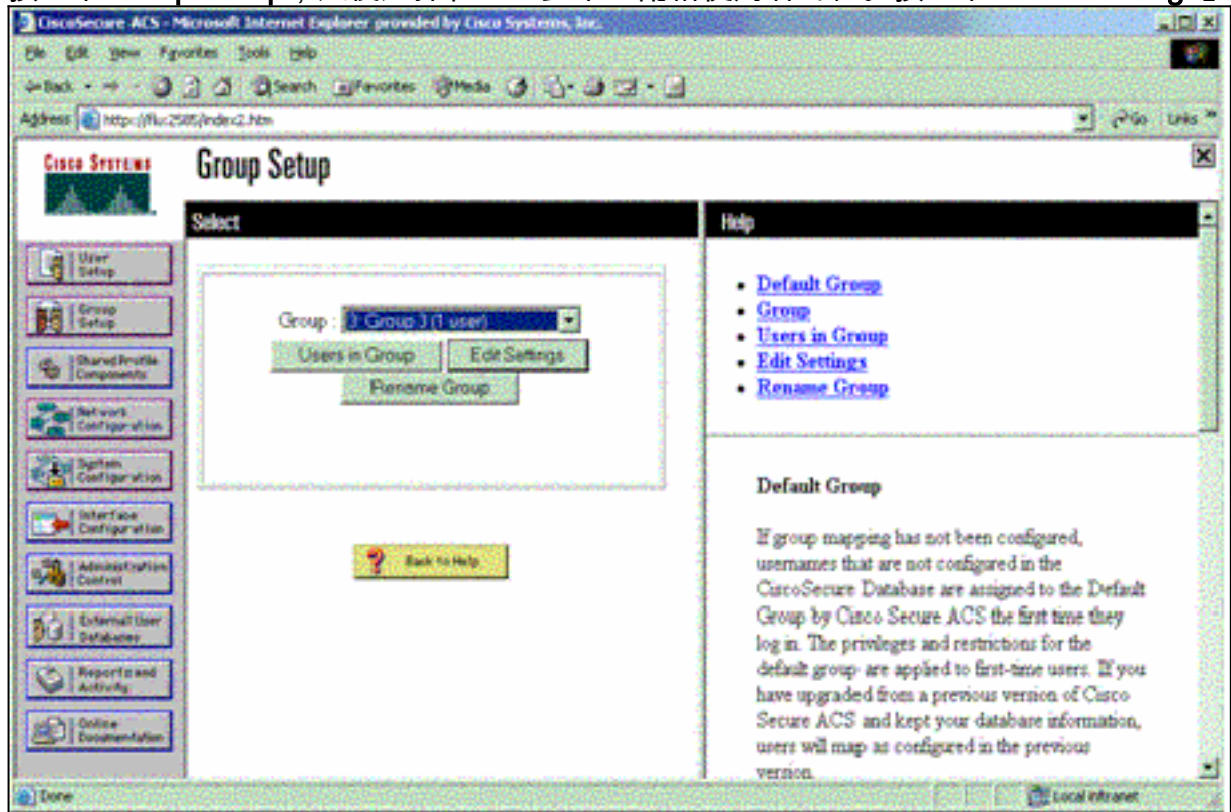 CiscoSecure ACS - Microsoft Internet Explorer provided by Cisco Systems, Inc.
File Edit View Favorites Tools Help
Back Search Favorites Media
Address http:// /index2.htm Go Links »
CISCO SYSTEMS
Group Setup
User Setup
Group Setup
Shared Profile Components
Network Configuration
System Configuration
Interface Configuration
Administration Control
External User Databases
Reports and Activity
Online Documentation
Select
Group : 3: Group 3 (1 user)
Users in Group Edit Settings
Rename Group
? Back to Help
Help
• Default Group
• Group
• Users in Group
• Edit Settings
• Rename Group
Default Group
If group mapping has not been configured,
usernames that are not configured in the
CiscoSecure Database are assigned to the Default
Group by Cisco Secure ACS the first time they
log in. The privileges and restrictions for the
default group are applied to first-time users. If you
have upgraded from a previous version of Cisco
Secure ACS and kept your database information,
users will map as configured in the previous
version.
Done Local intranet